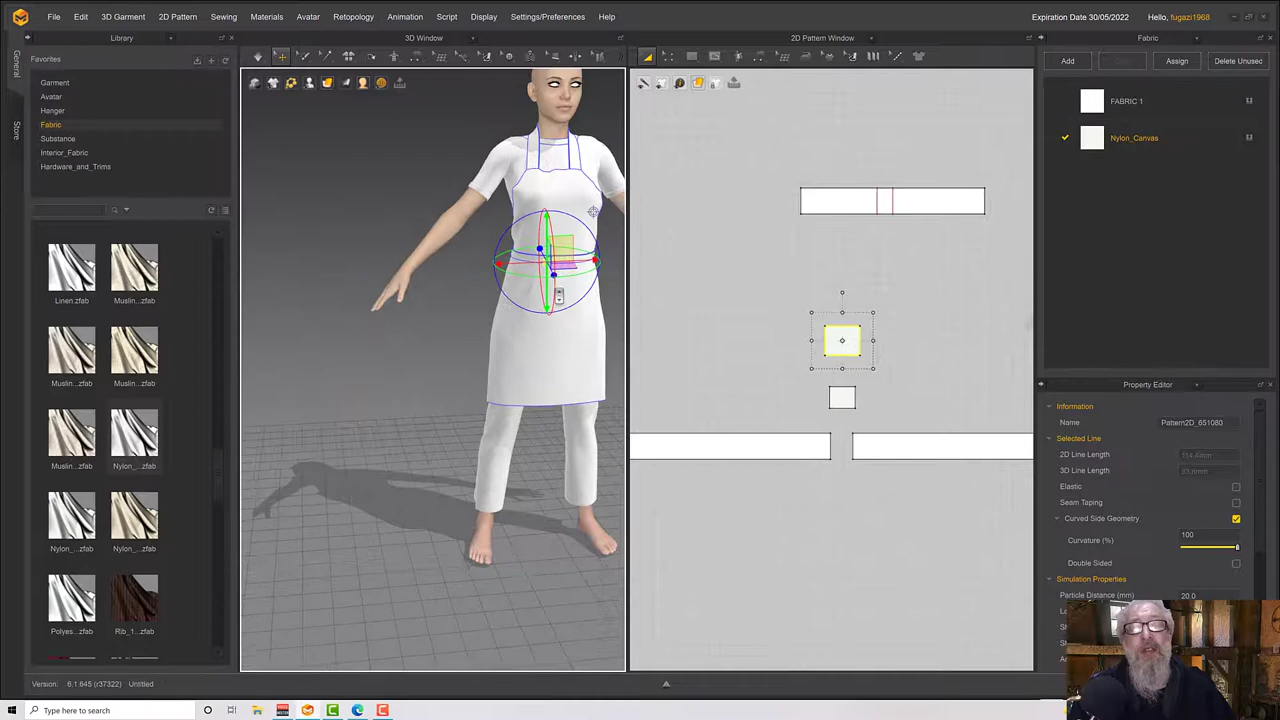 File Edit 3D Garment 2D Pattern Sewing Materials Avatar Retopology Animation Script Display Settings/Preferences Help
Expiration Date 30/05/2022 Hello, fugazi1968
Library
3D Window
2D Pattern Window
Fabric
General
Store
Favorites
Garment
Avatar
Hanger
Fabric
Substance
Interior_Fabric
Hardware_and_Trims
Linen.zfab
Muslin...zfab
Muslin...zfab
Muslin...zfab
Muslin...zfab
Nylon_...zfab
Nylon_...zfab
Nylon_...zfab
Polyes...zfab
Rib_1...zfab
Add
Assign
Delete Unused
FABRIC 1
Nylon_Canvas
Property Editor
Information
Name Pattern2D_651080
Selected Line
2D Line Length
3D Line Length
Elastic
Seam Taping
Curved Side Geometry
Curvature (%) 100
Double Sided
Simulation Properties
Particle Distance (mm) 20.0
Version: 6.1.645 (r37322) Untitled
Type here to search